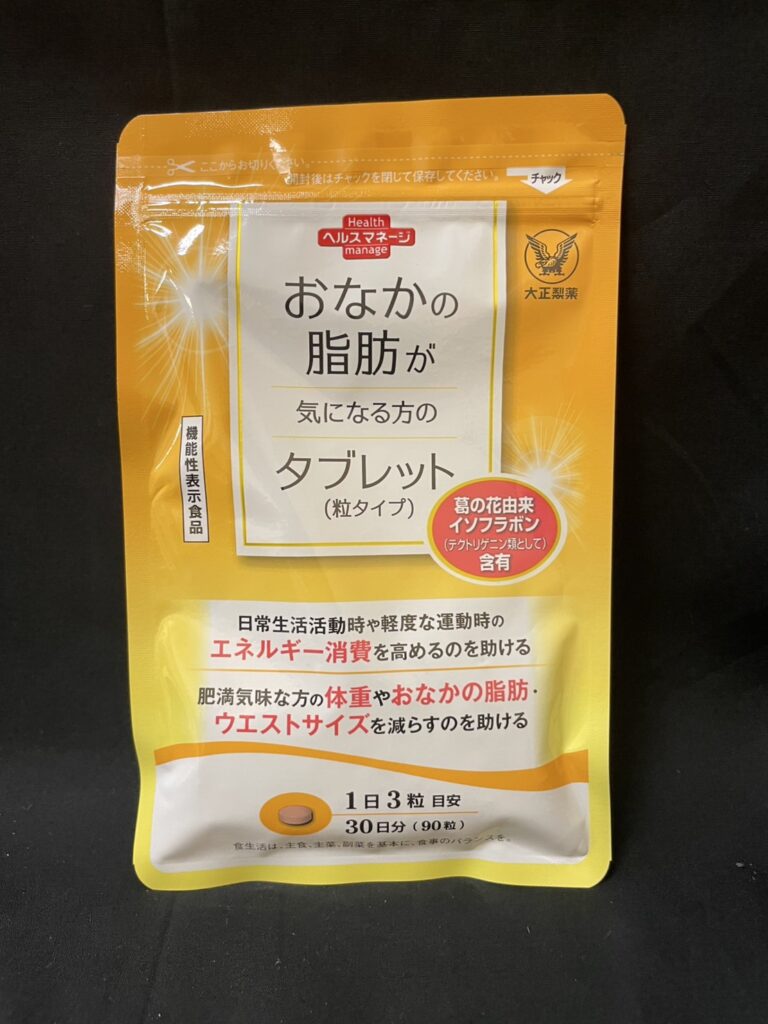 ここからお切りください。
開封後はチャックを閉じて保存してください。
チャック
Health
ヘルスマネージ
manage
大正製薬
おなかの
脂肪が
気になる方の
タブレット
(粒タイプ)
機能性表示食品
葛の花由来
イソフラボン
(テクトリゲニン類として)
含有
日常生活活動時や軽度な運動時の
エネルギー消費を高めるのを助ける
肥満気味な方の体重やおなかの脂肪・
ウエストサイズを減らすのを助ける
1日3粒 目安
30日分(90粒)
食生活は、主食、主菜、副菜を基本に、食事のバランスを。